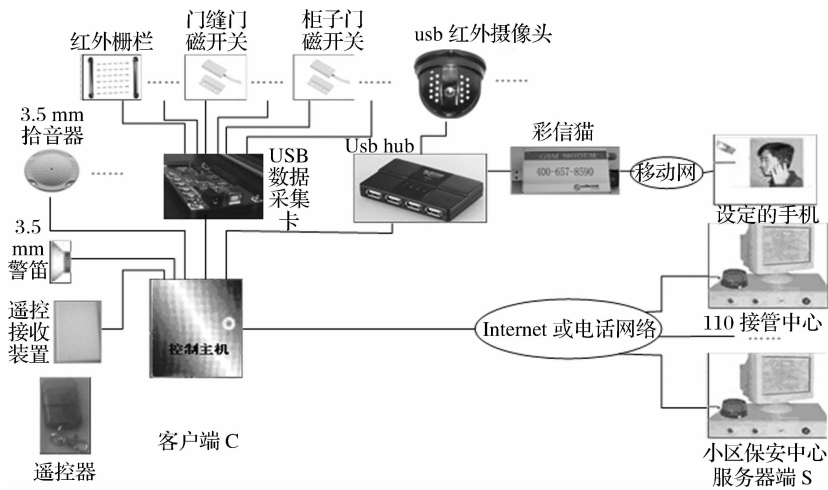 红外栅栏
门缝门
磁开关
柜子门
磁开关
usb 红外摄像头
3.5 mm
拾音器
USB
数据
采集
卡
Usb hub
彩信猫
GSM MODEM
400-657-8590
移动网
设定的手机
3.5
mm
警笛
遥控
接收
装置
控制主机
Internet 或电话网络
110 接管中心
遥控器
客户端 C
小区保安中心
服务器端 S